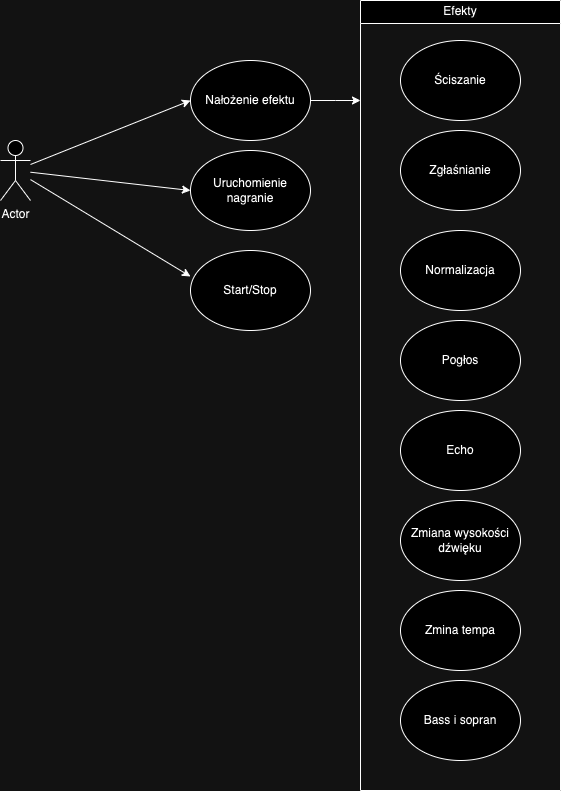 Efekty
Ściszanie
Nałożenie efektu
Zgłaśnianie
Uruchomienie
nagranie
Actor
Normalizacja
Start/Stop
Pogłos
Echo
Zmiana wysokości
dźwięku
Zmina tempa
Bass i sopran